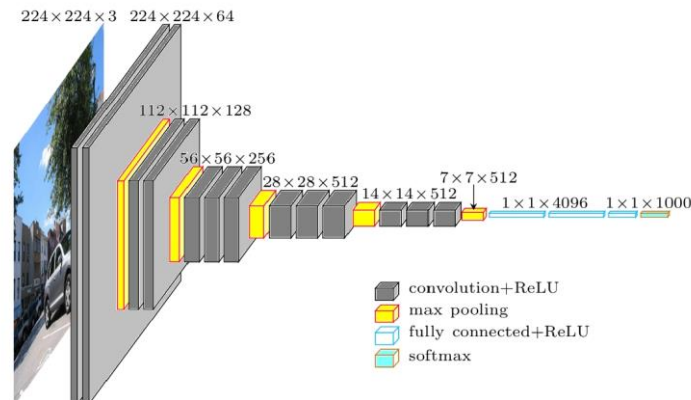 224×224×3
224×224×64
112×112×128
56×56×256
28×28×512
14×14×512
7×7×512
1×1×4096
1×1×1000
convolution+ReLU
max pooling
fully connected+ReLU
softmax